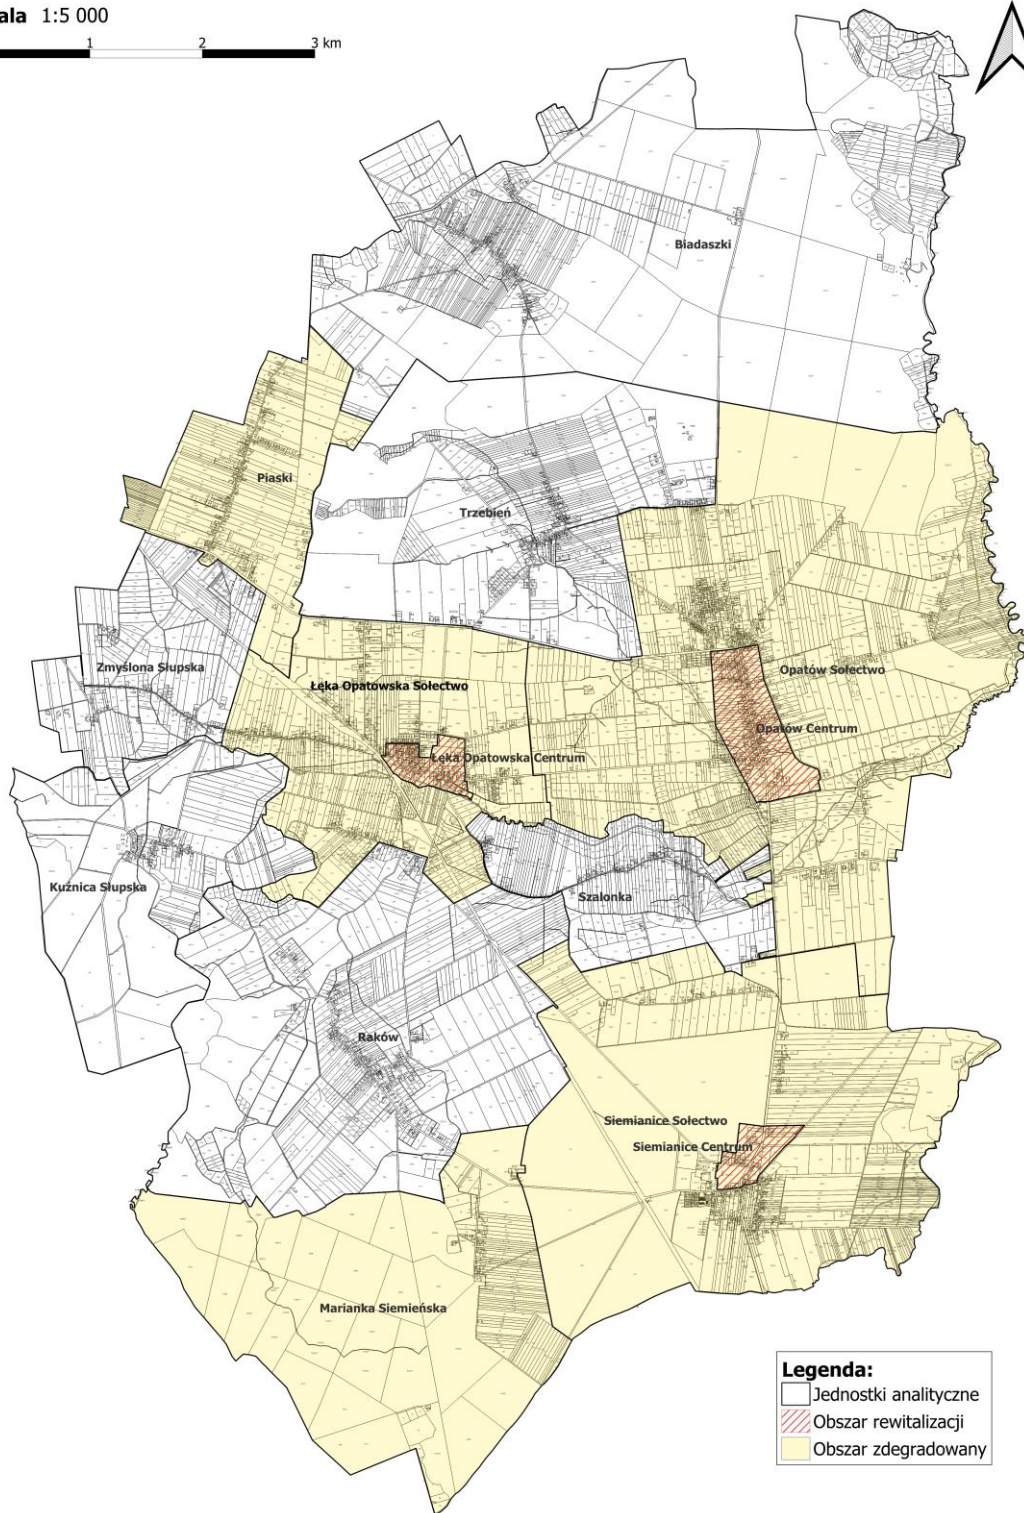 ala 1:5 000
1 2 3 km
Biadaszki
Piaski
Trzebień
Zmyślona Słupska
Łęka Opatowska Sołectwo
Opatów Sołectwo
Opatów Centrum
Łęka Opatowska Centrum
Kuźnica Słupska
Szalonka
Raków
Siemianice Sołectwo
Siemianice Centrum
Marianka Siemieńska
Legenda:
Jednostki analityczne
Obszar rewitalizacji
Obszar zdegradowany